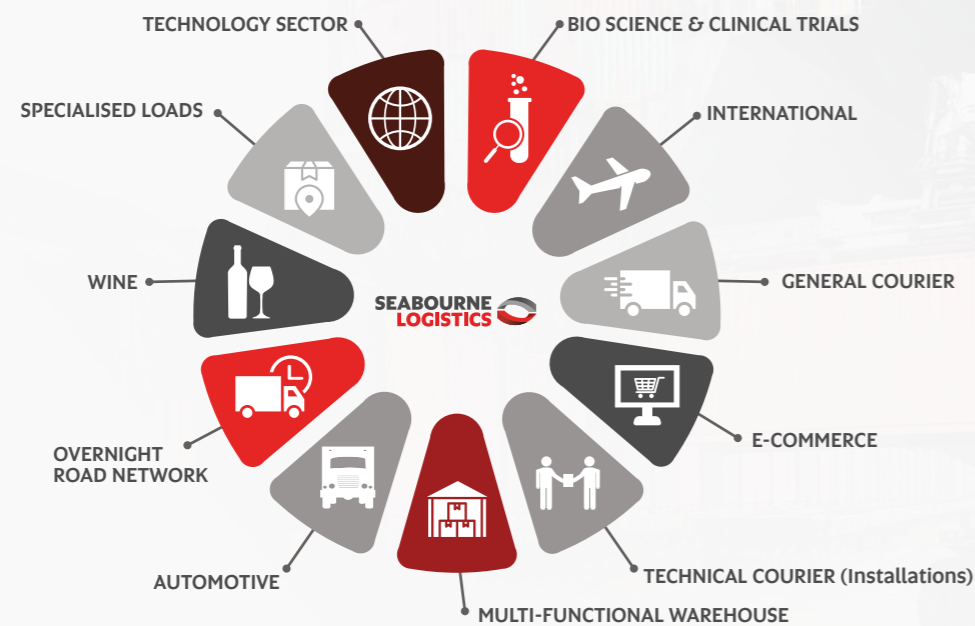 TECHNOLOGY SECTOR
BIO SCIENCE & CLINICAL TRIALS
SPECIALISED LOADS
INTERNATIONAL
WINE
GENERAL COURIER
SEABOURNE
LOGISTICS
OVERNIGHT
ROAD NETWORK
E-COMMERCE
AUTOMOTIVE
TECHNICAL COURIER (Installations)
MULTI-FUNCTIONAL WAREHOUSE